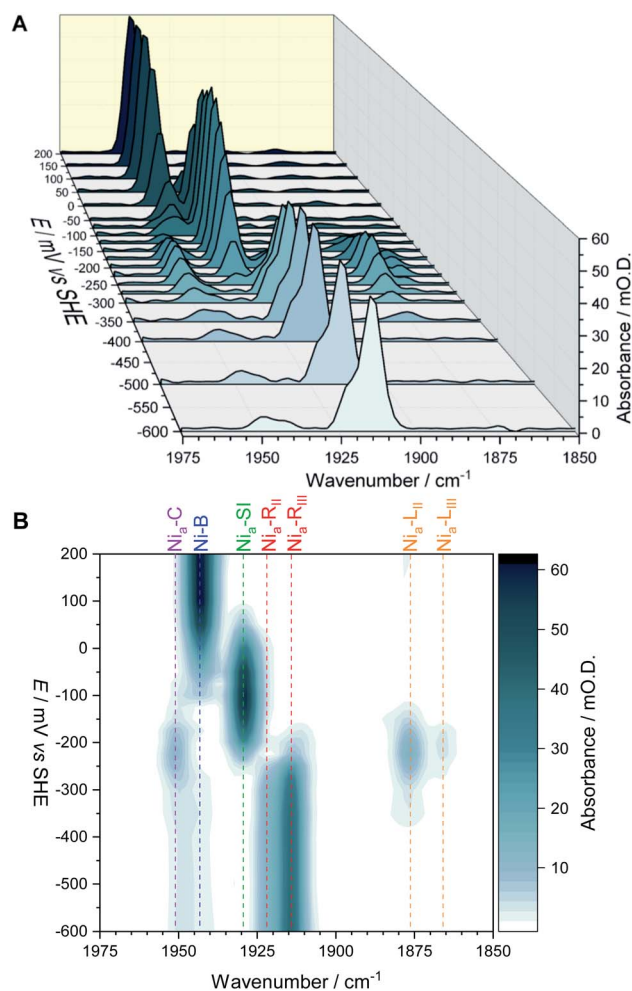 A
200
150
100
50
0
-50
-100
-150
-200
-250
-300
-350
-400
-450
-500
-550
-600
E / mV vs SHE
60
50
40
30
20
10
0
Absorbance / mO.D.
1975 1950 1925 1900 1875 1850
Wavenumber / cm⁻¹
B
Niₐ-C
Ni-B
Niₐ-SI
Niₐ-R_II
Niₐ-R_III
Niₐ-L_II
Niₐ-L_III
200
100
0
-100
-200
-300
-400
-500
-600
E / mV vs SHE
60
50
40
30
20
10
Absorbance / mO.D.
1975 1950 1925 1900 1875 1850
Wavenumber / cm⁻¹